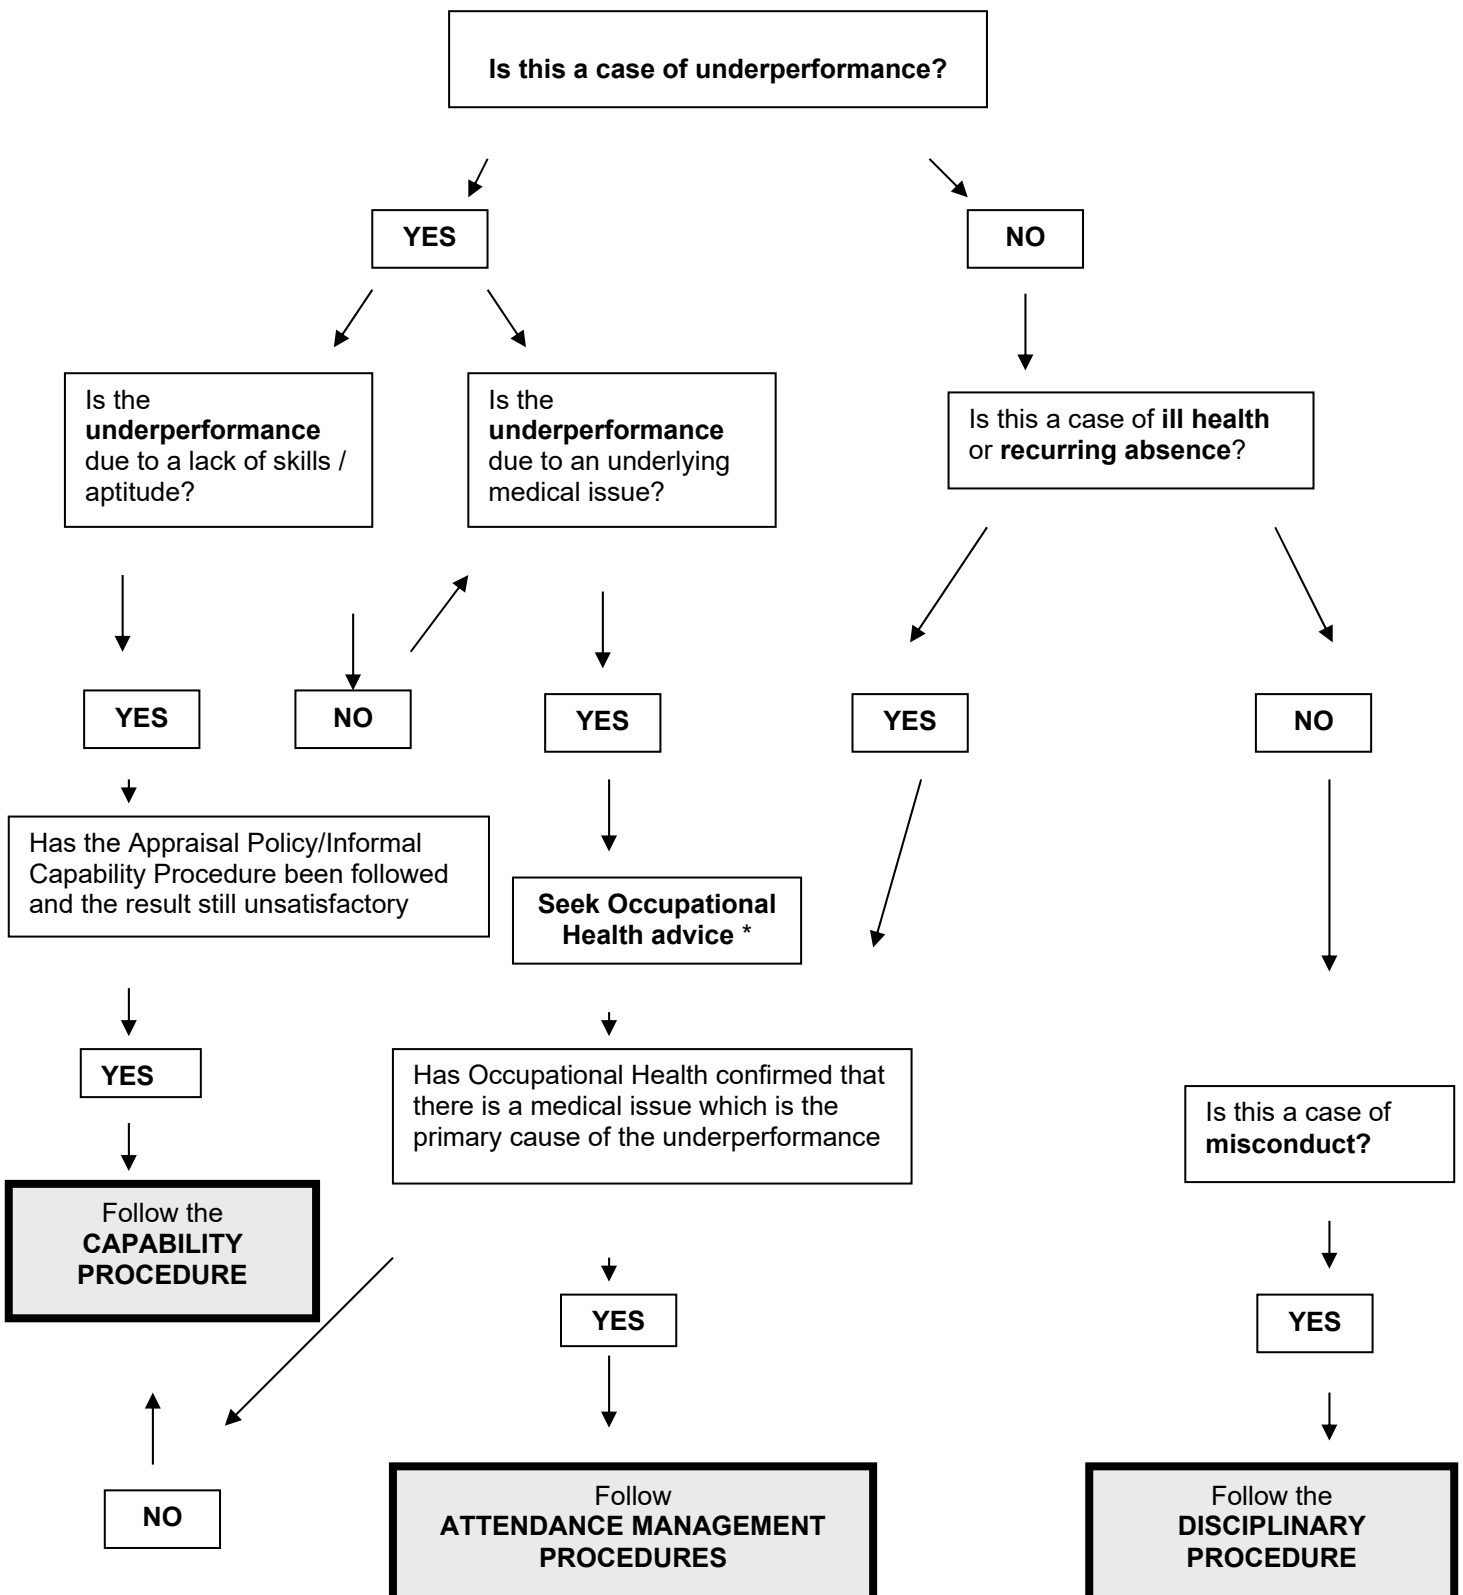 Is this a case of underperformance?
YES
NO
Is the
underperformance
due to a lack of skills /
aptitude?
Is the
underperformance
due to an underlying
medical issue?
Is this a case of ill health
or recurring absence?
YES
NO
YES
YES
NO
Has the Appraisal Policy/Informal
Capability Procedure been followed
and the result still unsatisfactory
Seek Occupational
Health advice *
YES
Has Occupational Health confirmed that
there is a medical issue which is the
primary cause of the underperformance
Is this a case of
misconduct?
Follow the
CAPABILITY
PROCEDURE
YES
YES
NO
Follow
ATTENDANCE MANAGEMENT
PROCEDURES
Follow the
DISCIPLINARY
PROCEDURE